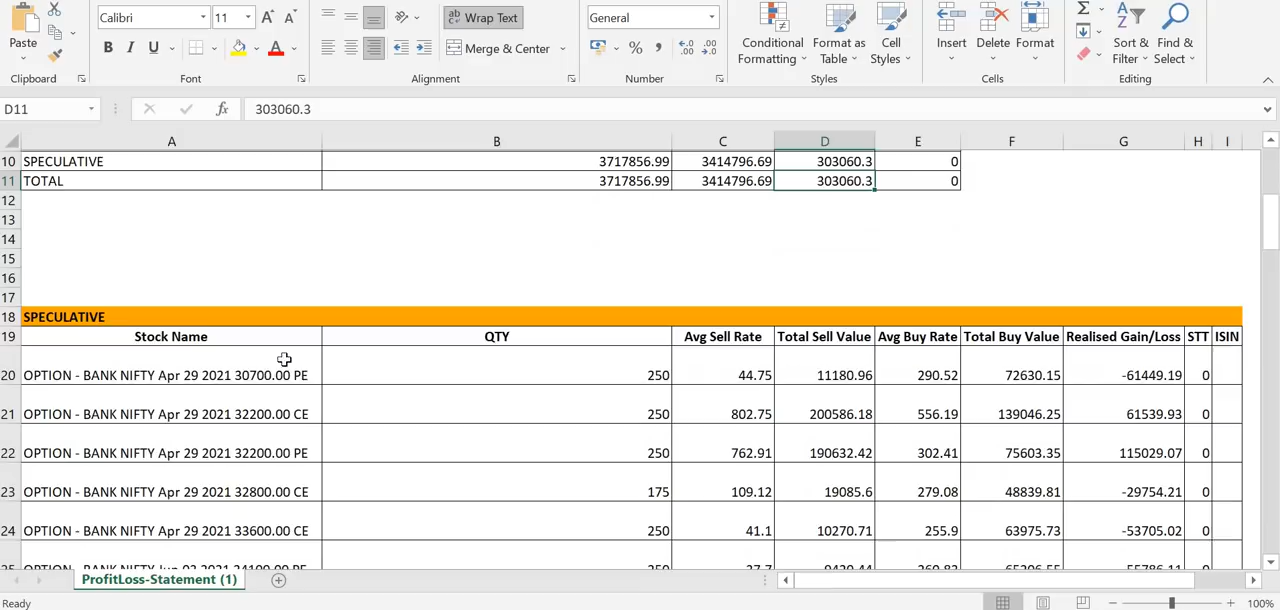 Calibri 11 A A Wrap Text General Σ A Z
Paste B I U A Merge & Center % , Conditional Formatting Format as Table Cell Styles Insert Delete Format Sort & Filter Find & Select
Clipboard Font Alignment Number Styles Cells Editing
D11 fx 303060.3
A B C D E F G H I
10 SPECULATIVE 3717856.99 3414796.69 303060.3 0
11 TOTAL 3717856.99 3414796.69 303060.3 0
12
13
14
15
16
17
18 SPECULATIVE
19 Stock Name QTY Avg Sell Rate Total Sell Value Avg Buy Rate Total Buy Value Realised Gain/Loss STT ISIN
20 OPTION - BANK NIFTY Apr 29 2021 30700.00 PE 250 44.75 11180.96 290.52 72630.15 -61449.19 0
21 OPTION - BANK NIFTY Apr 29 2021 32200.00 CE 250 802.75 200586.18 556.19 139046.25 61539.93 0
22 OPTION - BANK NIFTY Apr 29 2021 32200.00 PE 250 762.91 190632.42 302.41 75603.35 115029.07 0
23 OPTION - BANK NIFTY Apr 29 2021 32800.00 CE 175 109.12 19085.6 279.08 48839.81 -29754.21 0
24 OPTION - BANK NIFTY Apr 29 2021 33600.00 CE 250 41.1 10270.71 255.9 63975.73 -53705.02 0
ProfitLoss-Statement (1)
Ready 100%